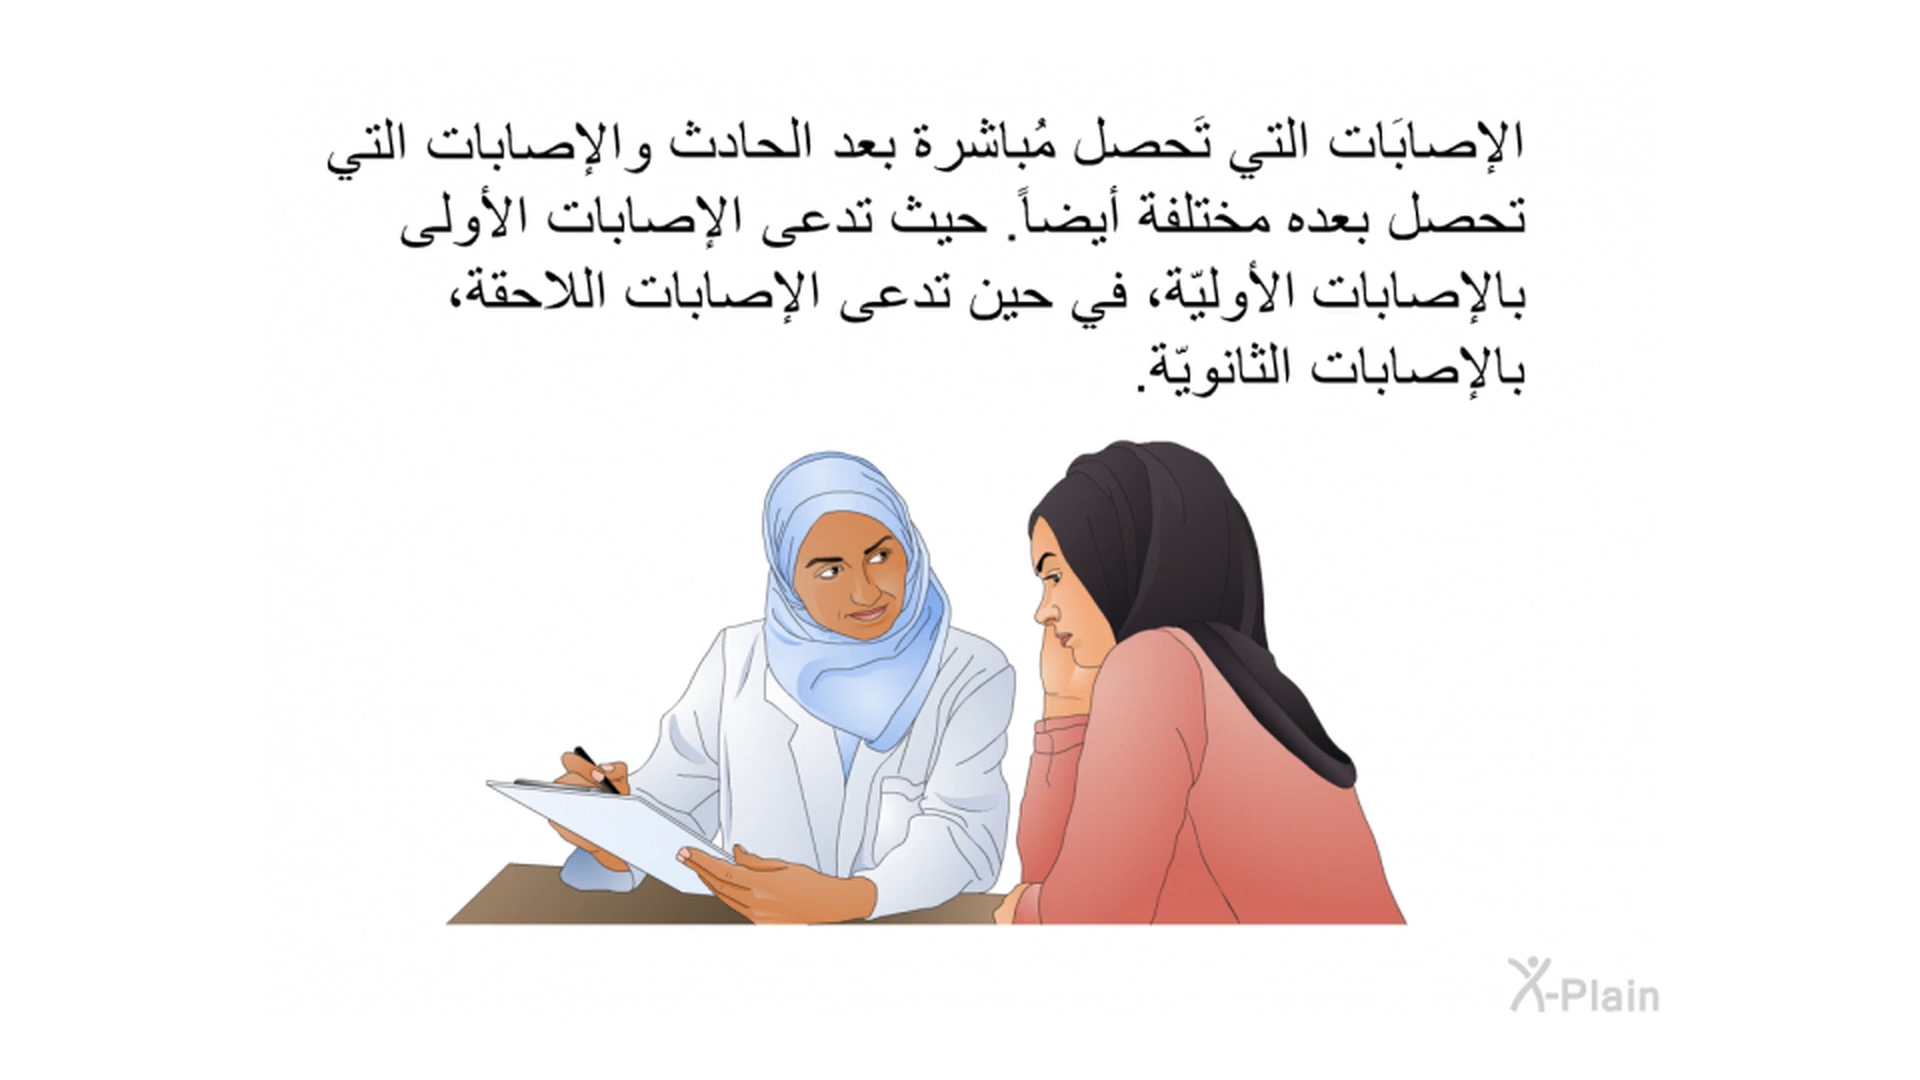 الإصابَات التي تَحصل مُباشرة بعد الحادث والإصابات التي
تحصل بعده مختلفة أيضاً. حيث تدعى الإصابات الأولى
بالإصابات الأوليّة، في حين تدعى الإصابات اللاحقة،
بالإصابات الثانويّة.
X-Plain